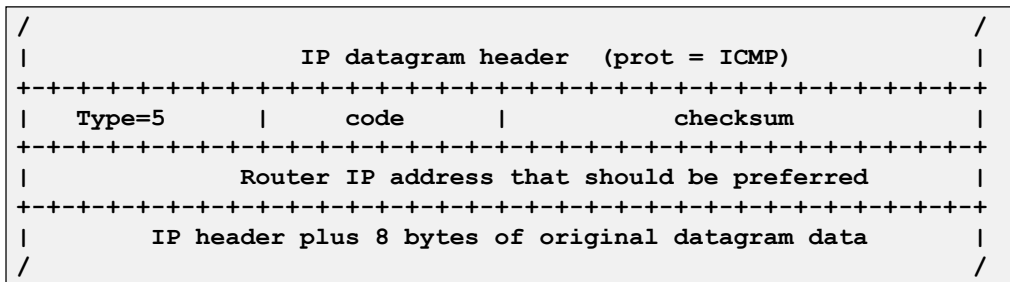 /                                                               /
|                   IP datagram header  (prot = ICMP)           |
+-+-+-+-+-+-+-+-+-+-+-+-+-+-+-+-+-+-+-+-+-+-+-+-+-+-+-+-+-+-+-+-+
|   Type=5      |     code      |           checksum            |
+-+-+-+-+-+-+-+-+-+-+-+-+-+-+-+-+-+-+-+-+-+-+-+-+-+-+-+-+-+-+-+-+
|              Router IP address that should be preferred       |
+-+-+-+-+-+-+-+-+-+-+-+-+-+-+-+-+-+-+-+-+-+-+-+-+-+-+-+-+-+-+-+-+
|        IP header plus 8 bytes of original datagram data       |
/                                                               /